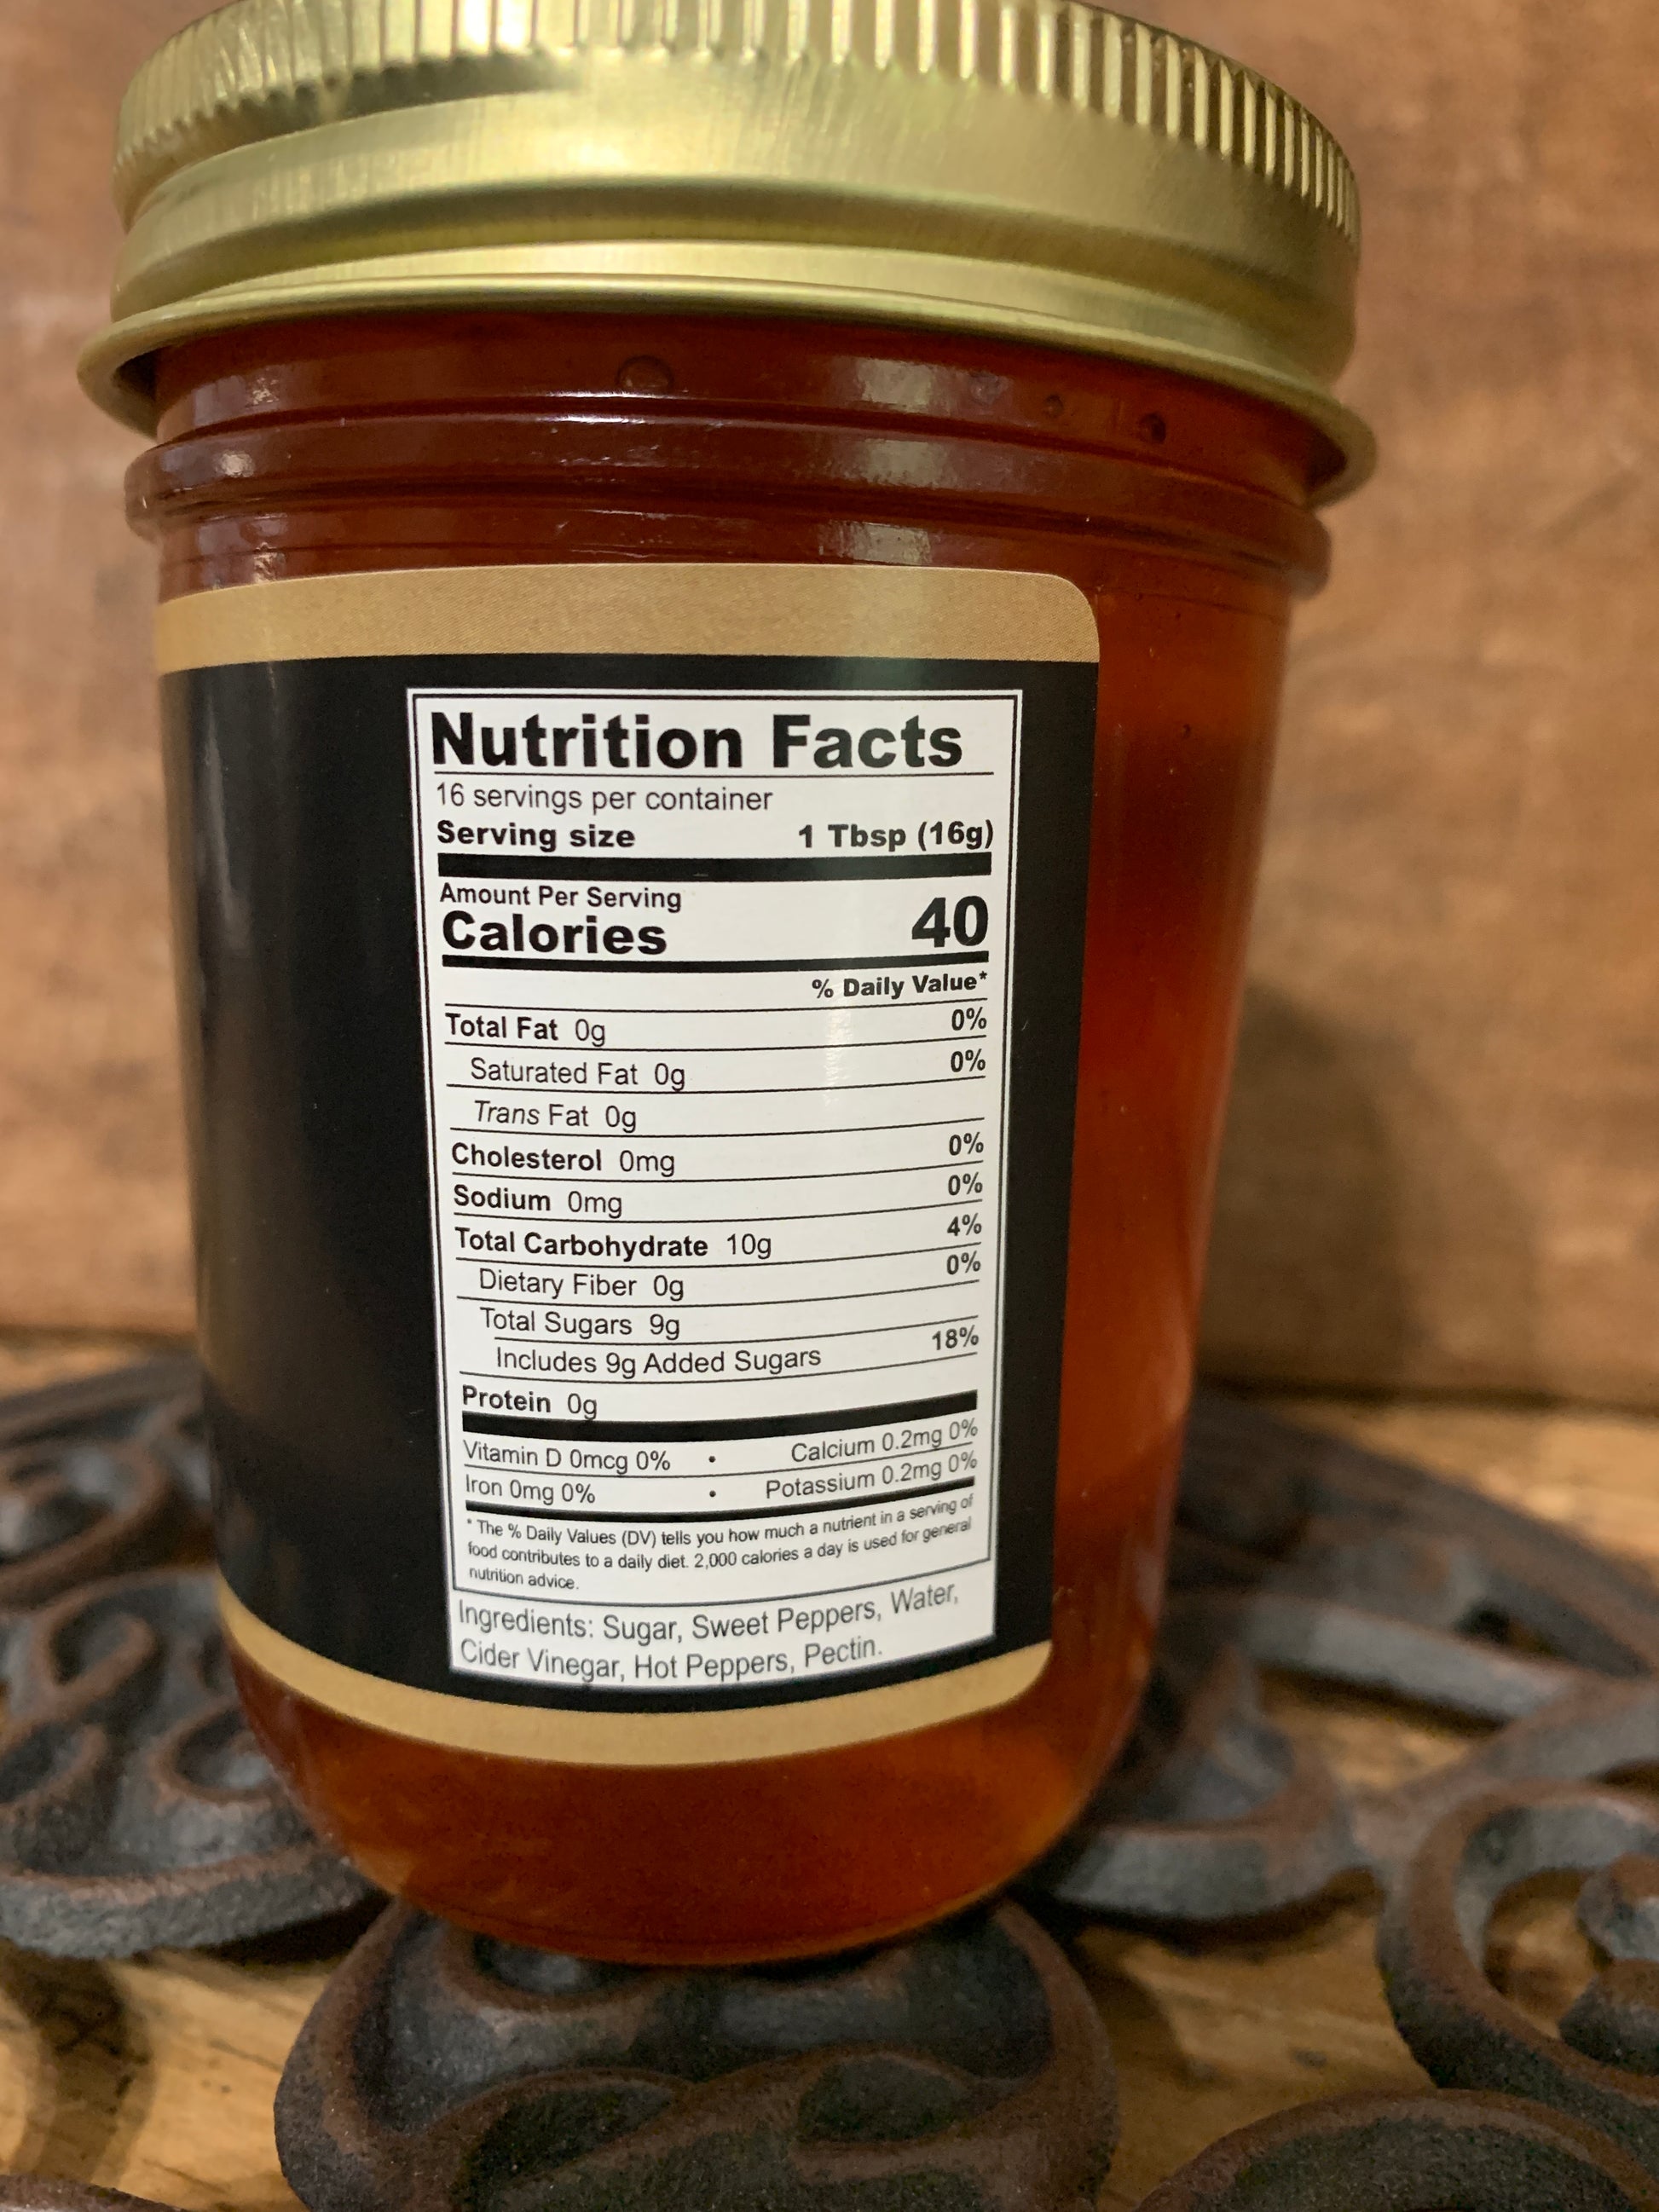 Nutrition Facts
16 servings per container
Serving size 1 Tbsp (16g)
Amount Per Serving
Calories 40
% Daily Value*
Total Fat 0g 0%
Saturated Fat 0g 0%
Trans Fat 0g
Cholesterol 0mg 0%
Sodium 0mg 0%
Total Carbohydrate 10g 4%
Dietary Fiber 0g 0%
Total Sugars 9g
Includes 9g Added Sugars 18%
Protein 0g
Vitamin D 0mcg 0% • Calcium 0.2mg 0%
Iron 0mg 0% • Potassium 0.2mg 0%
* The % Daily Values (DV) tells you how much a nutrient in a serving of
food contributes to a daily diet. 2,000 calories a day is used for general
nutrition advice.
Ingredients: Sugar, Sweet Peppers, Water,
Cider Vinegar, Hot Peppers, Pectin.